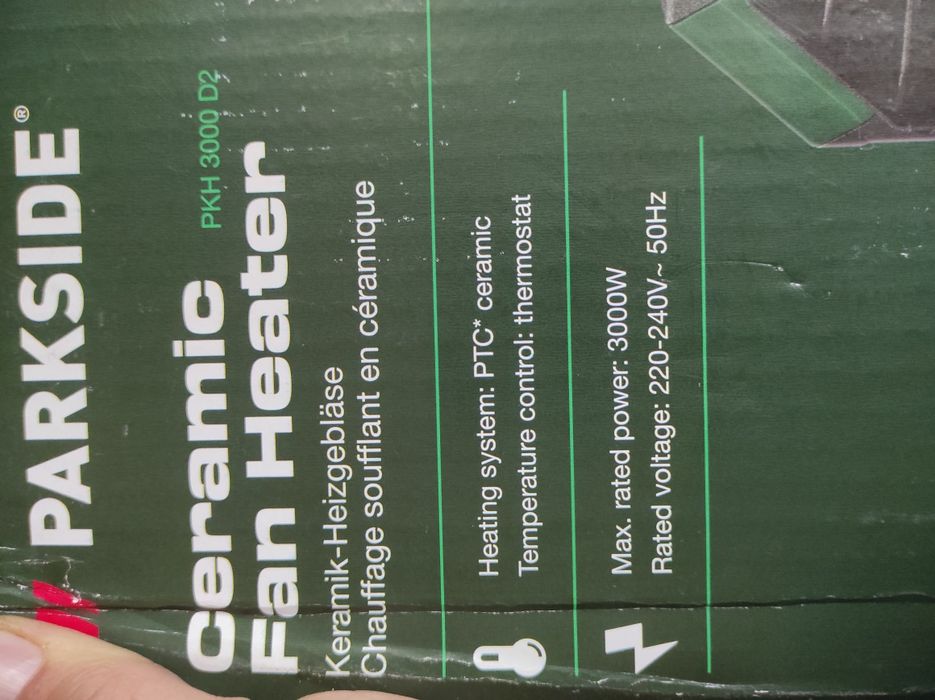 PARKSIDE®
Ceramic
PKH 3000 D2
Fan Heater
Keramik-Heizgebläse
Chauffage soufflant en céramique
Heating system: PTC* ceramic
Temperature control: thermostat
Max. rated power: 3000W
Rated voltage: 220-240V~ 50Hz